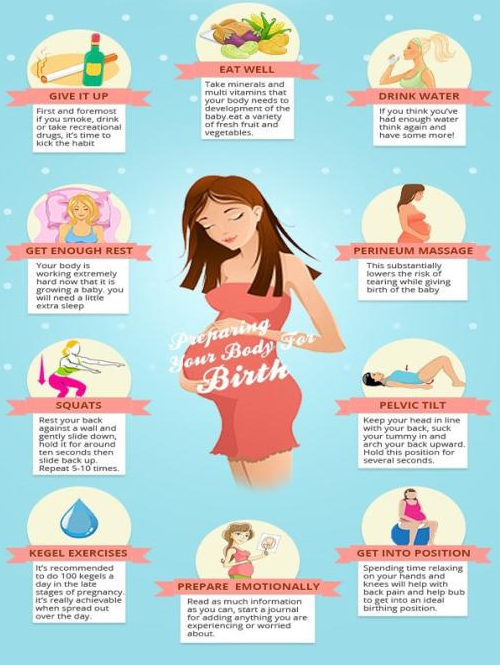 GIVE IT UP
First and foremost
if you smoke, drink
or take recreational
drugs, it's time to
kick the habit
EAT WELL
Take minerals and
multi vitamins that
your body needs to
development of the
baby.eat a variety
of fresh fruit and
vegetables.
DRINK WATER
If you think you've
had enough water
think again and
have some more!
GET ENOUGH REST
Your body is
working extremely
hard now that it is
growing a baby. you
will need a little
extra sleep
PERINEUM MASSAGE
This substantially
lowers the risk of
tearing while giving
birth of the baby
Preparing
Your Body For
Birth
SQUATS
Rest your back
against a wall and
gently slide down,
hold it for around
ten seconds then
slide back up.
Repeat 5-10 times.
PELVIC TILT
Keep your head in line
with your back, suck
your tummy in and
arch your back upward.
Hold this position for
several seconds.
KEGEL EXERCISES
It's recommended
to do 100 kegels a
day in the late
stages of pregnancy.
it's really achievable
when spread out
over the day.
PREPARE EMOTIONALLY
Read as much information
as you can, start a journal
for adding anything you are
experiencing or worried
about.
GET INTO POSITION
Spending time relaxing
on your hands and
knees will help with
back pain and help bub
to get into an ideal
birthing position.